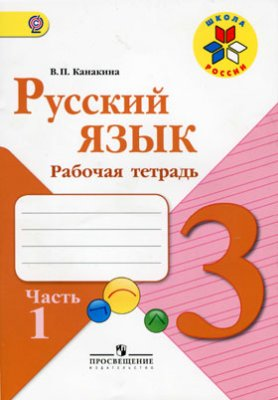 ШКОЛА
РОССИИ
В. П. Канакина
Русский
ЯЗЫК
Рабочая тетрадь
3
Часть
1
ПРОСВЕЩЕНИЕ
ИЗДАТЕЛЬСТВО